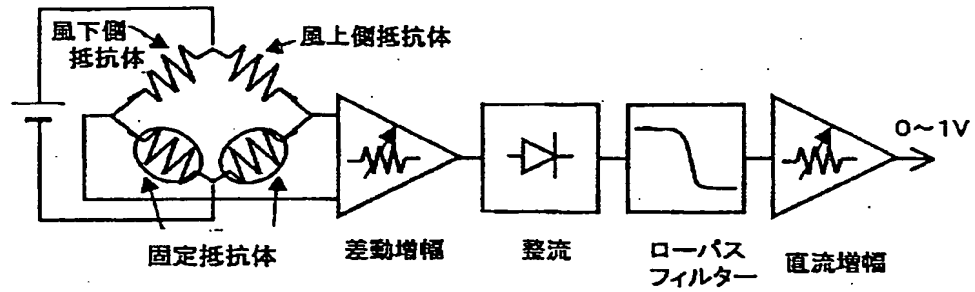 風下側
抵抗体
風上側抵抗体
0～1V
固定抵抗体
差動増幅
整流
ローパス
フィルター
直流増幅